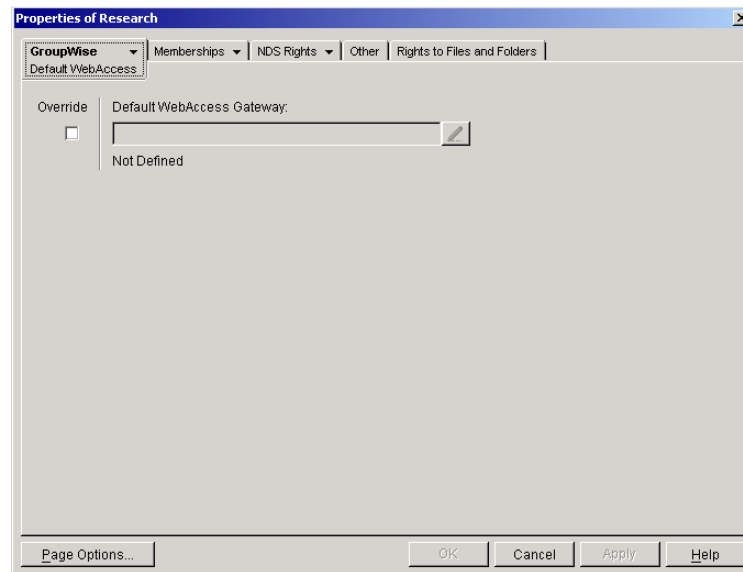 Properties of Research
GroupWise Memberships NDS Rights Other Rights to Files and Folders
Default WebAccess
Override Default WebAccess Gateway:
Not Defined
Page Options... OK Cancel Apply Help